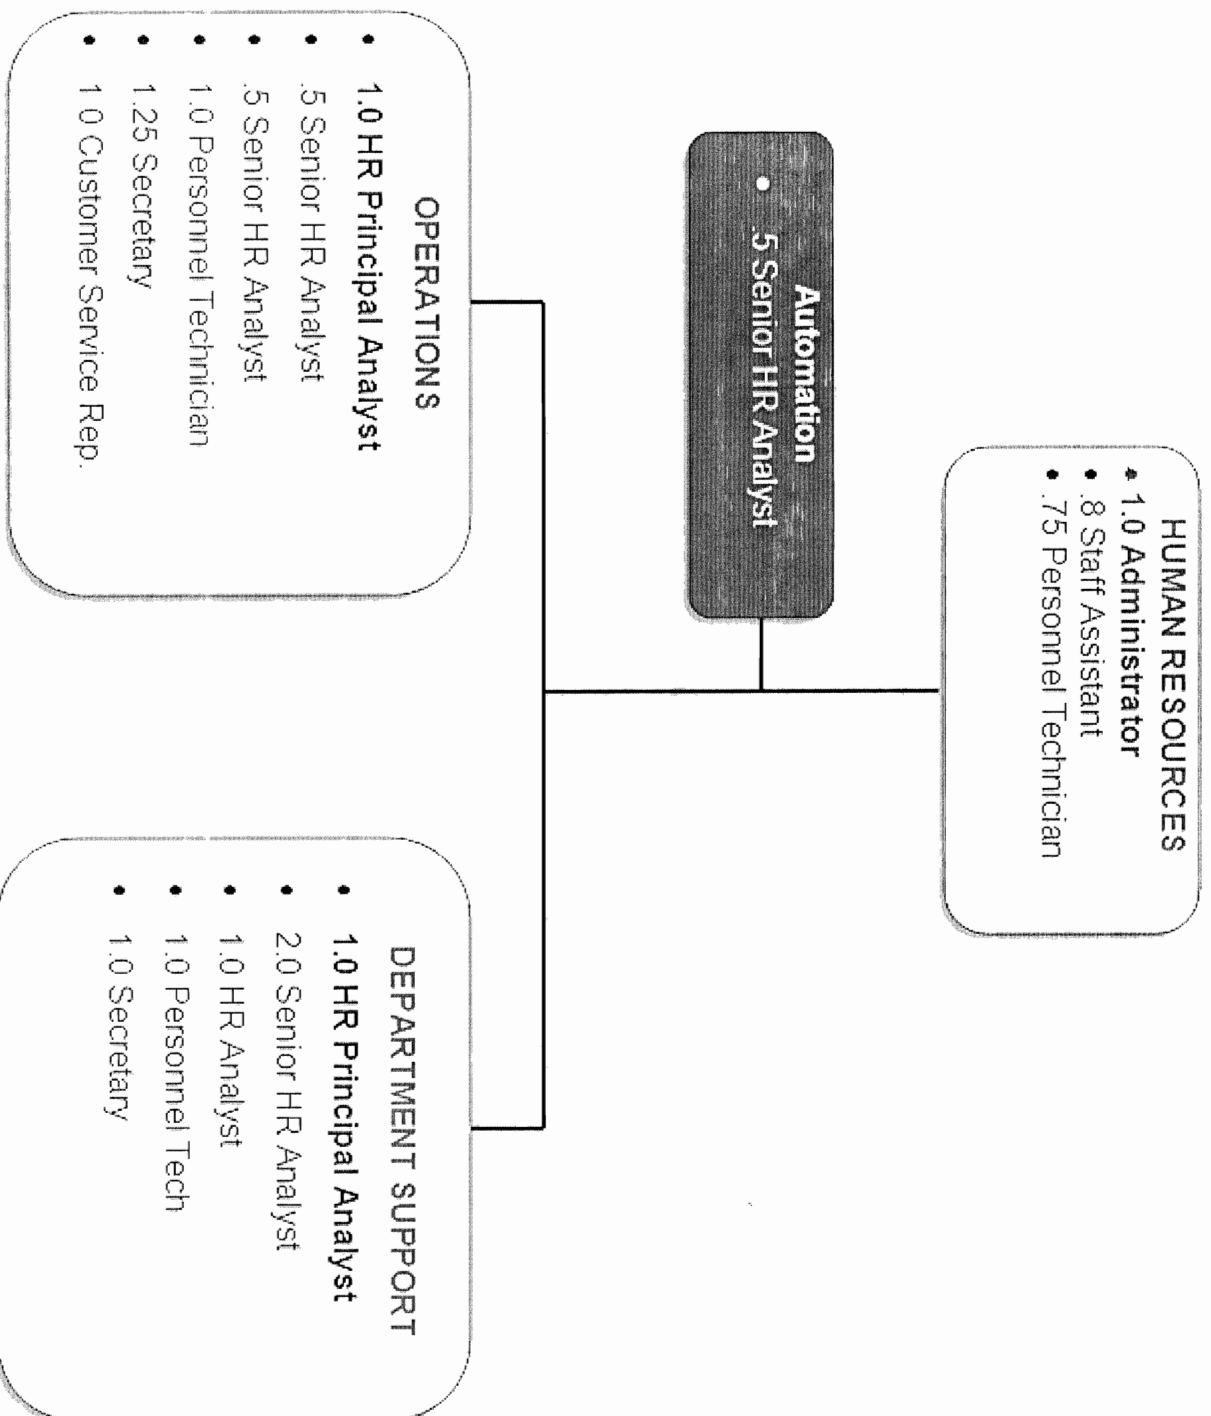 HUMAN RESOURCES
• 1.0 Administrator
• .8 Staff Assistant
• .75 Personnel Technician
Automation
• .5 Senior HR Analyst
OPERATIONS
• 1.0 HR Principal Analyst
• .5 Senior HR Analyst
• .5 Senior HR Analyst
• 1.0 Personnel Technician
• 1.25 Secretary
• 1.0 Customer Service Rep.
DEPARTMENT SUPPORT
• 1.0 HR Principal Analyst
• 2.0 Senior HR Analyst
• 1.0 HR Analyst
• 1.0 Personnel Tech
• 1.0 Secretary